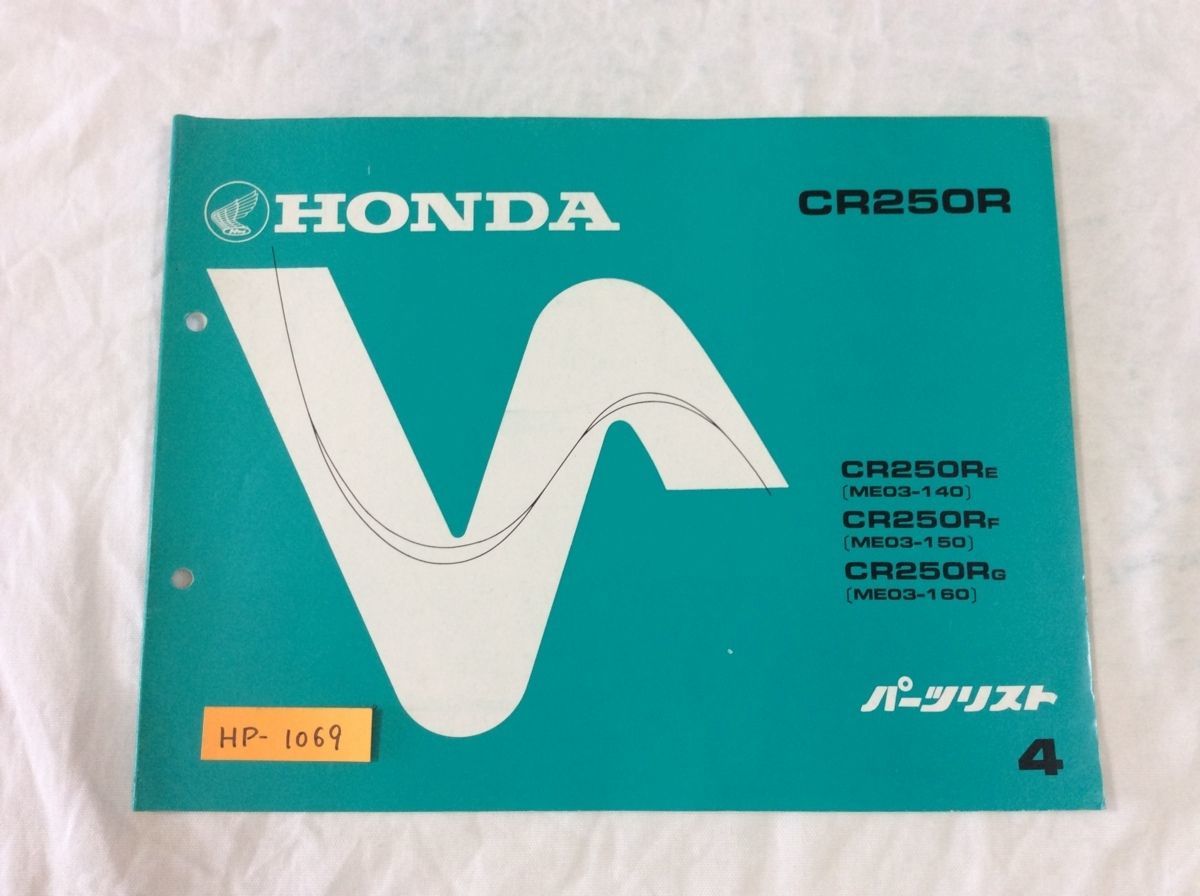 HONDA
CR250R
CR250RE
(ME03-140)
CR250RF
(ME03-150)
CR250RG
(ME03-160)
パーツリスト
4
HP-1069